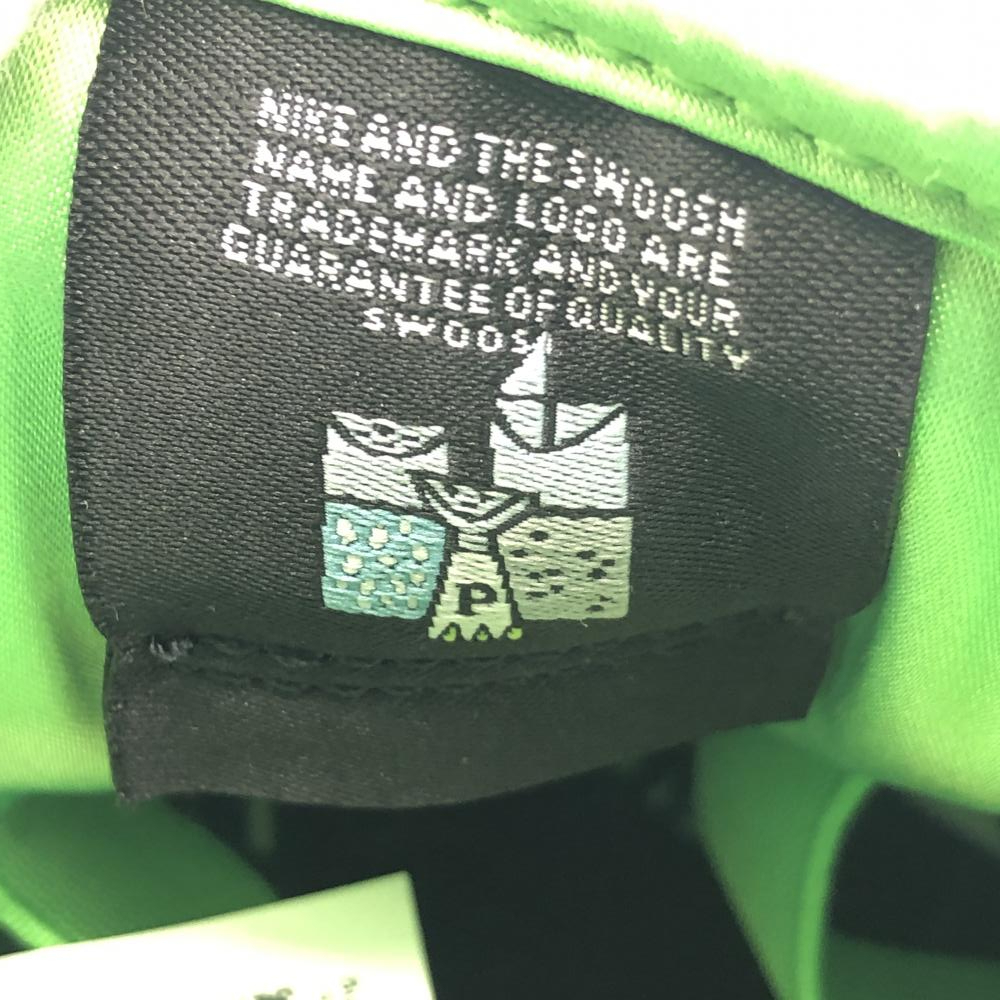 NIKE AND THE SWOOSH
NAME AND LOGO ARE
TRADEMARK AND YOUR
GUARANTEE OF QUALITY
SWOOSH
P